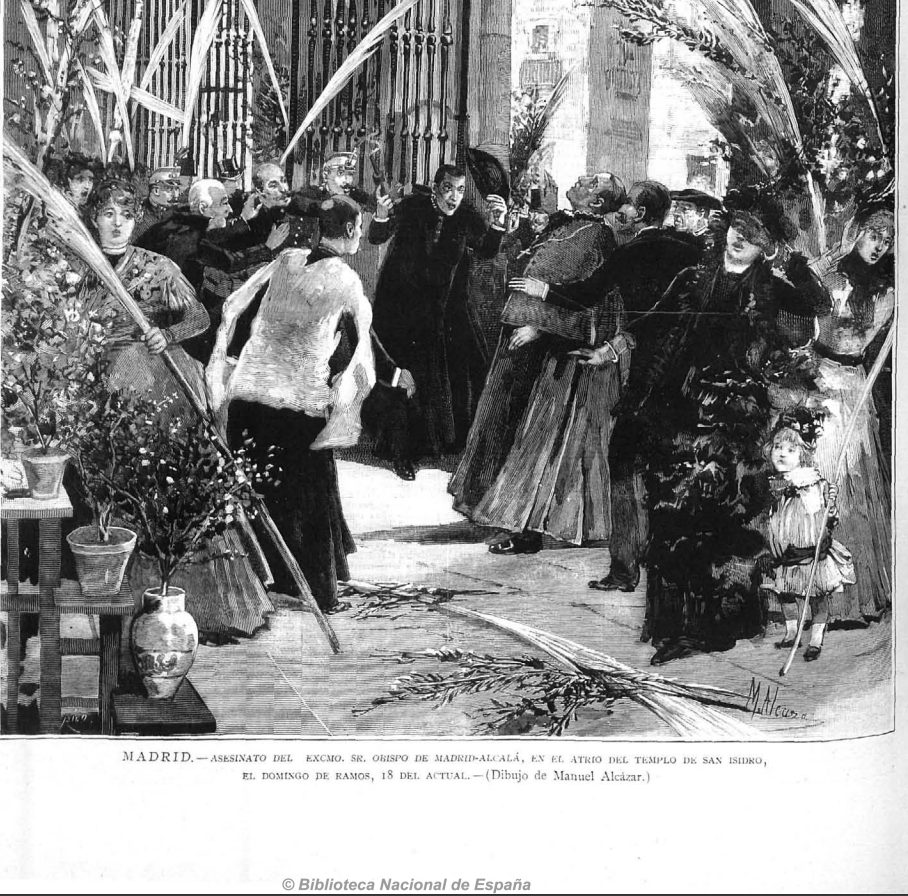 M. Alcázar
MADRID.—ASESINATO DEL EXCMO. SR. OBISPO DE MADRID-ALCALÁ, EN EL ATRIO DEL TEMPLO DE SAN ISIDRO,
EL DOMINGO DE RAMOS, 18 DEL ACTUAL.—(Dibujo de Manuel Alcázar.)
© Biblioteca Nacional de España